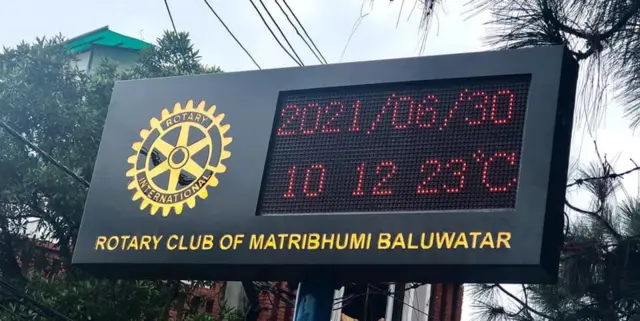 ROTARY
INTERNATIONAL
2021/06/30
10 12 23°C
ROTARY CLUB OF MATRIBHUMI BALUWATAR